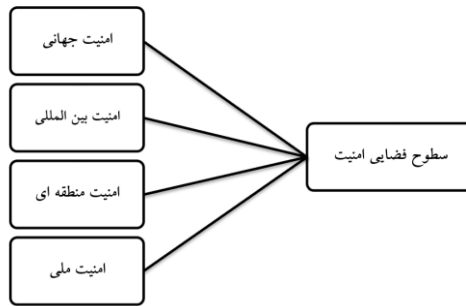 سطوح فضایی امنیت
امنیت جهانی
امنیت بین المللی
امنیت منطقه ای
امنیت ملی